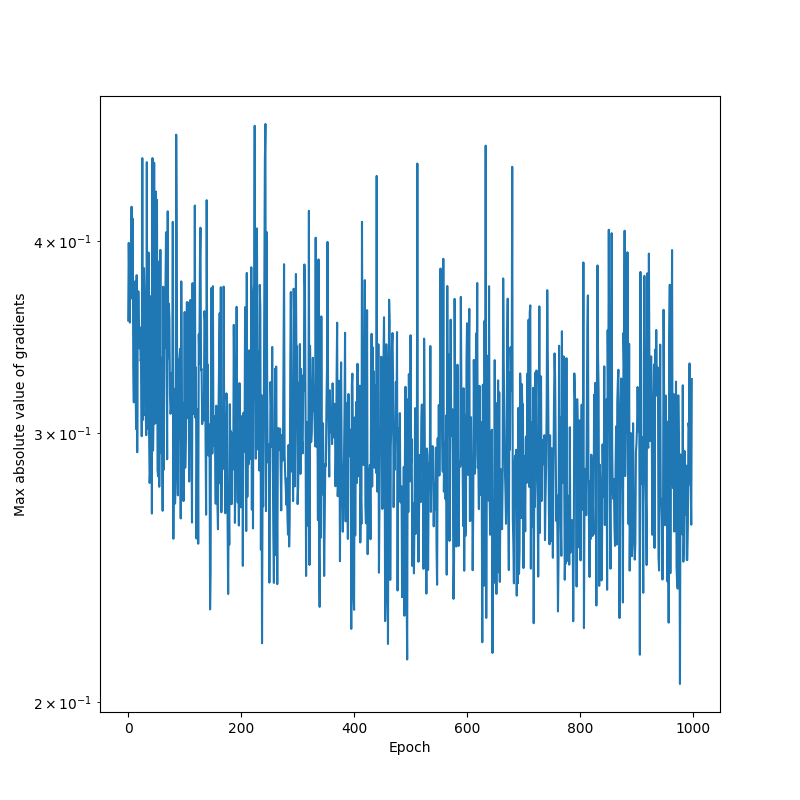 Max absolute value of gradients
4 × 10⁻¹
3 × 10⁻¹
2 × 10⁻¹
0 200 400 600 800 1000
Epoch